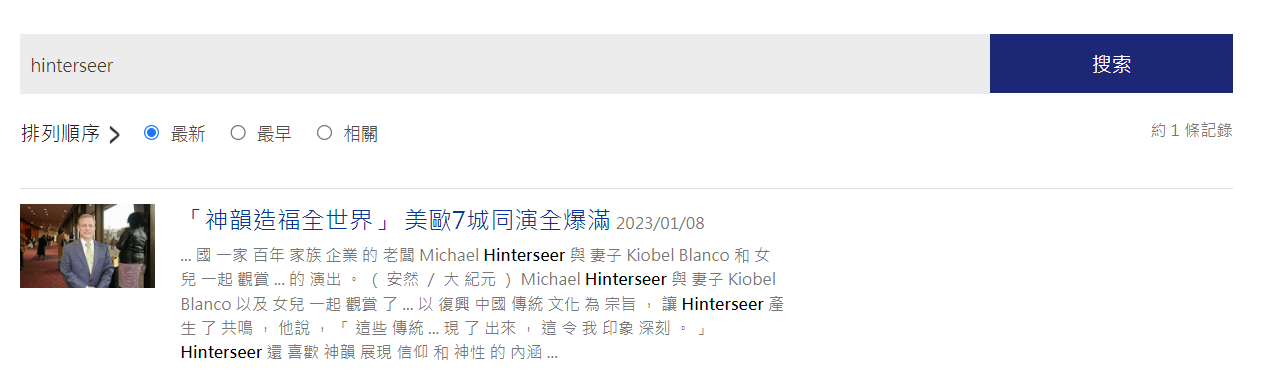 hinterseer
搜索
排列順序
最新
最早
相關
約 1 條記錄
「神韻造福全世界」 美歐7城同演全爆滿 2023/01/08
... 國 一家 百年 家族 企業 的 老闆 Michael Hinterseer 與 妻子 Kiobel Blanco 和 女
兒 一起 觀賞 ... 的 演出 。 ( 安然 / 大 紀元 ) Michael Hinterseer 與 妻子 Kiobel
Blanco 以及 女兒 一起 觀賞 了 ... 以 復興 中國 傳統 文化 為 宗旨 , 讓 Hinterseer 產
生 了 共鳴 , 他說 , 「 這些 傳統 ... 現 了 出來 , 這 令 我 印象 深刻 。 」
Hinterseer 還 喜歡 神韻 展現 信仰 和 神性 的 內涵 ...